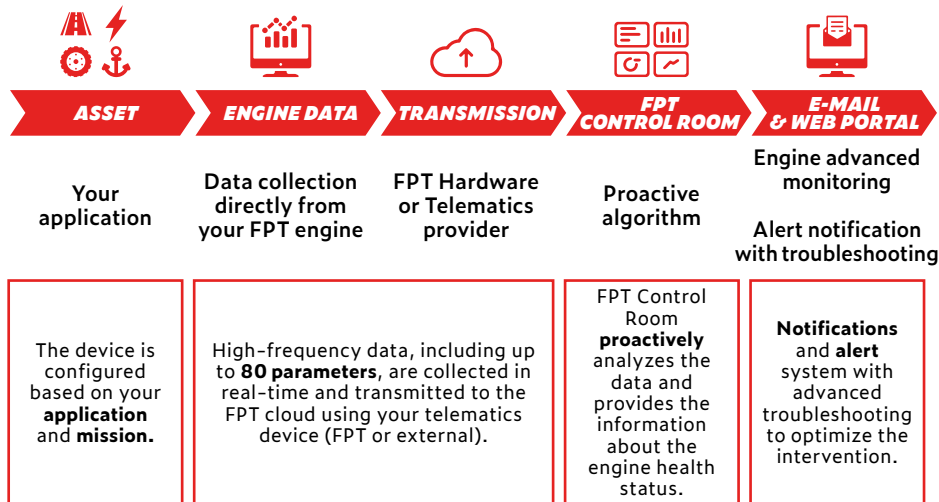 ASSET
ENGINE DATA
TRANSMISSION
FPT
CONTROL ROOM
E-MAIL
& WEB PORTAL
Your
application
Data collection
directly from
your FPT engine
FPT Hardware
or Telematics
provider
Proactive
algorithm
Engine advanced
monitoring
Alert notification
with troubleshooting
The device is
configured
based on your
application
and mission.
High-frequency data, including up
to 80 parameters, are collected in
real-time and transmitted to the
FPT cloud using your telematics
device (FPT or external).
FPT Control
Room
proactively
analyzes the
data and
provides the
information
about the
engine health
status.
Notifications
and alert
system with
advanced
troubleshooting
to optimize the
intervention.